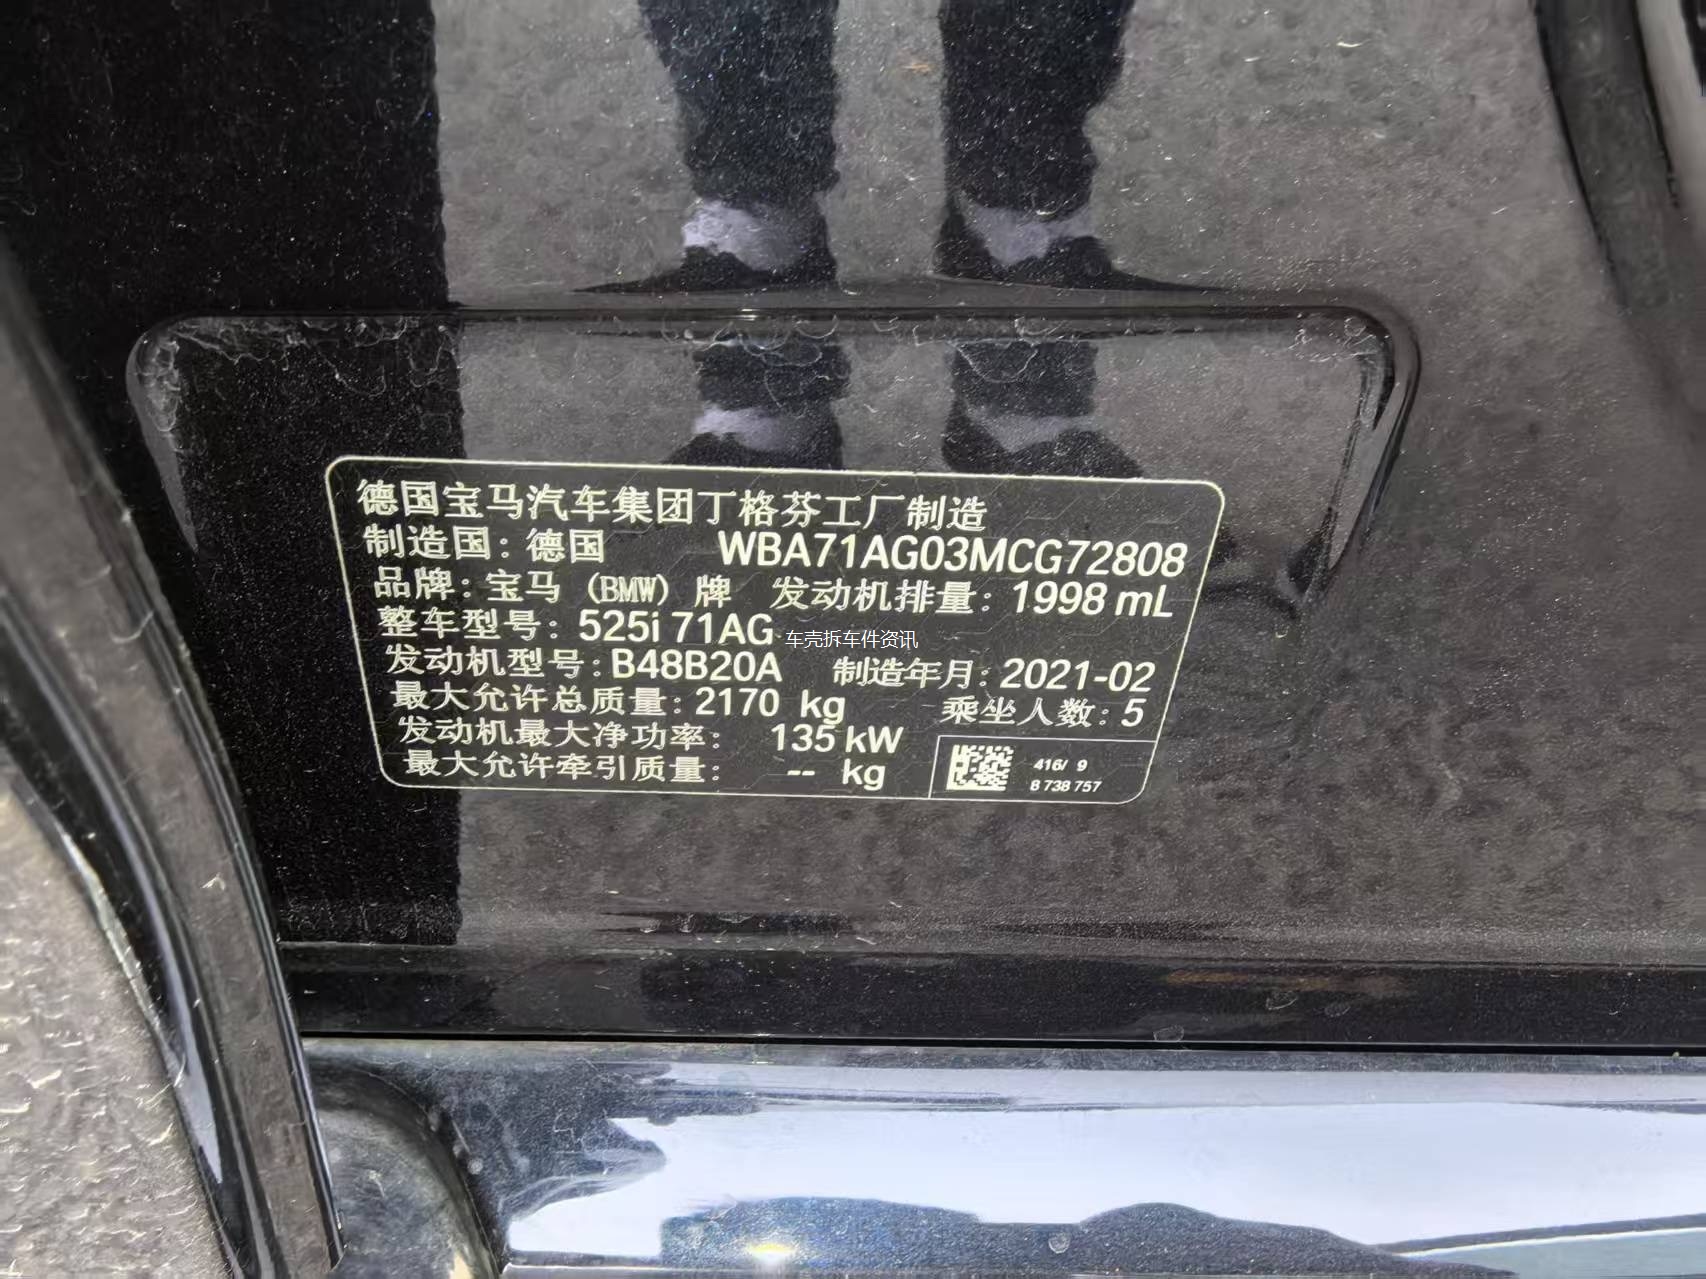 德国宝马汽车集团丁格芬工厂制造
制造国：德国 WBA71AG03MCG72808
品牌：宝马（BMW）牌 发动机排量：1998 mL
整车型号：525i 71AG
车壳拆车件资讯
发动机型号：B48B20A 制造年月：2021-02
最大允许总质量：2170 kg 乘坐人数：5
发动机最大净功率： 135 kW
最大允许牵引质量： -- kg
416/ 9
8 738 757